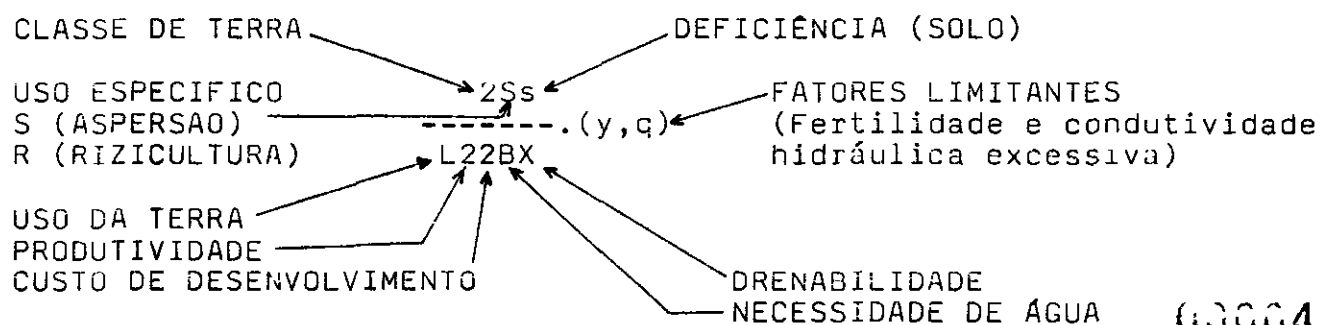 CLASSE DE TERRA DEFICIÊNCIA (SOLO)
USO ESPECIFICO 2Ss FATORES LIMITANTES
S (ASPERSAO) -------.(y,q) (Fertilidade e condutividade
R (RIZICULTURA) L22BX hidráulica excessiva)
USO DA TERRA
PRODUTIVIDADE
CUSTO DE DESENVOLVIMENTO DRENABILIDADE
NECESSIDADE DE ÁGUA